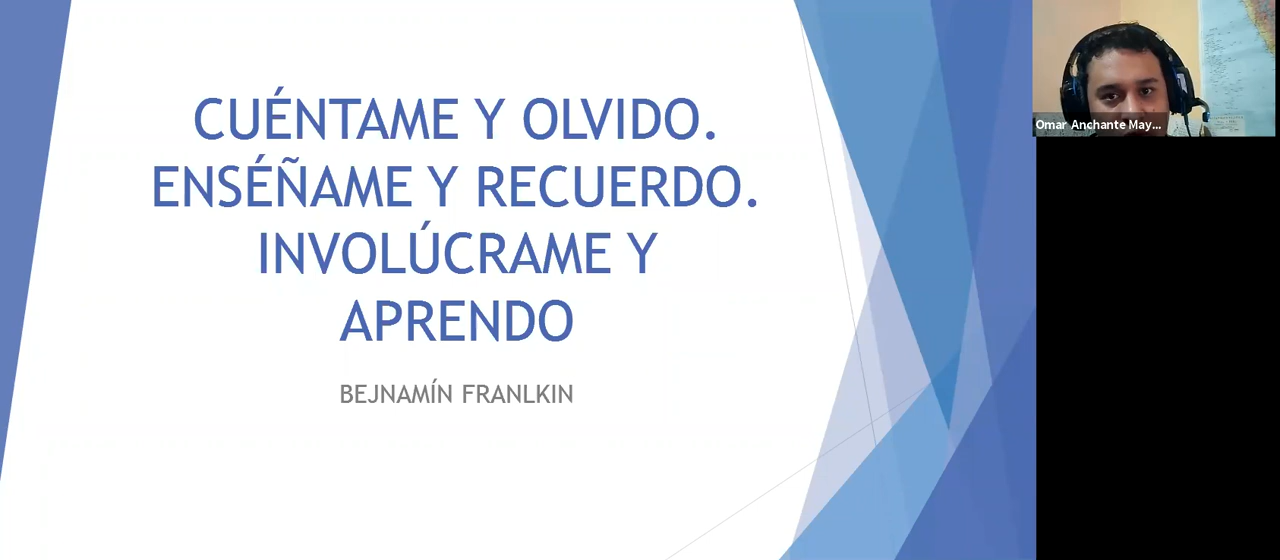 CUÉNTAME Y OLVIDO.
ENSÉÑAME Y RECUERDO.
INVOLÚCRAME Y
APRENDO
BEJNAMÍN FRANLKIN
Omar Anchante May...